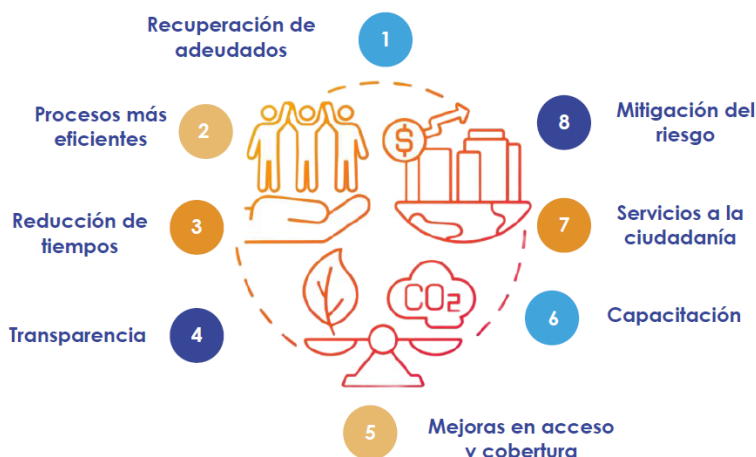 1
Recuperación de
adeudados
2
Procesos más
eficientes
3
Reducción de
tiempos
4
Transparencia
5
Mejoras en acceso
y cobertura
6
Capacitación
7
Servicios a la
ciudadanía
8
Mitigación del
riesgo
$
CO2